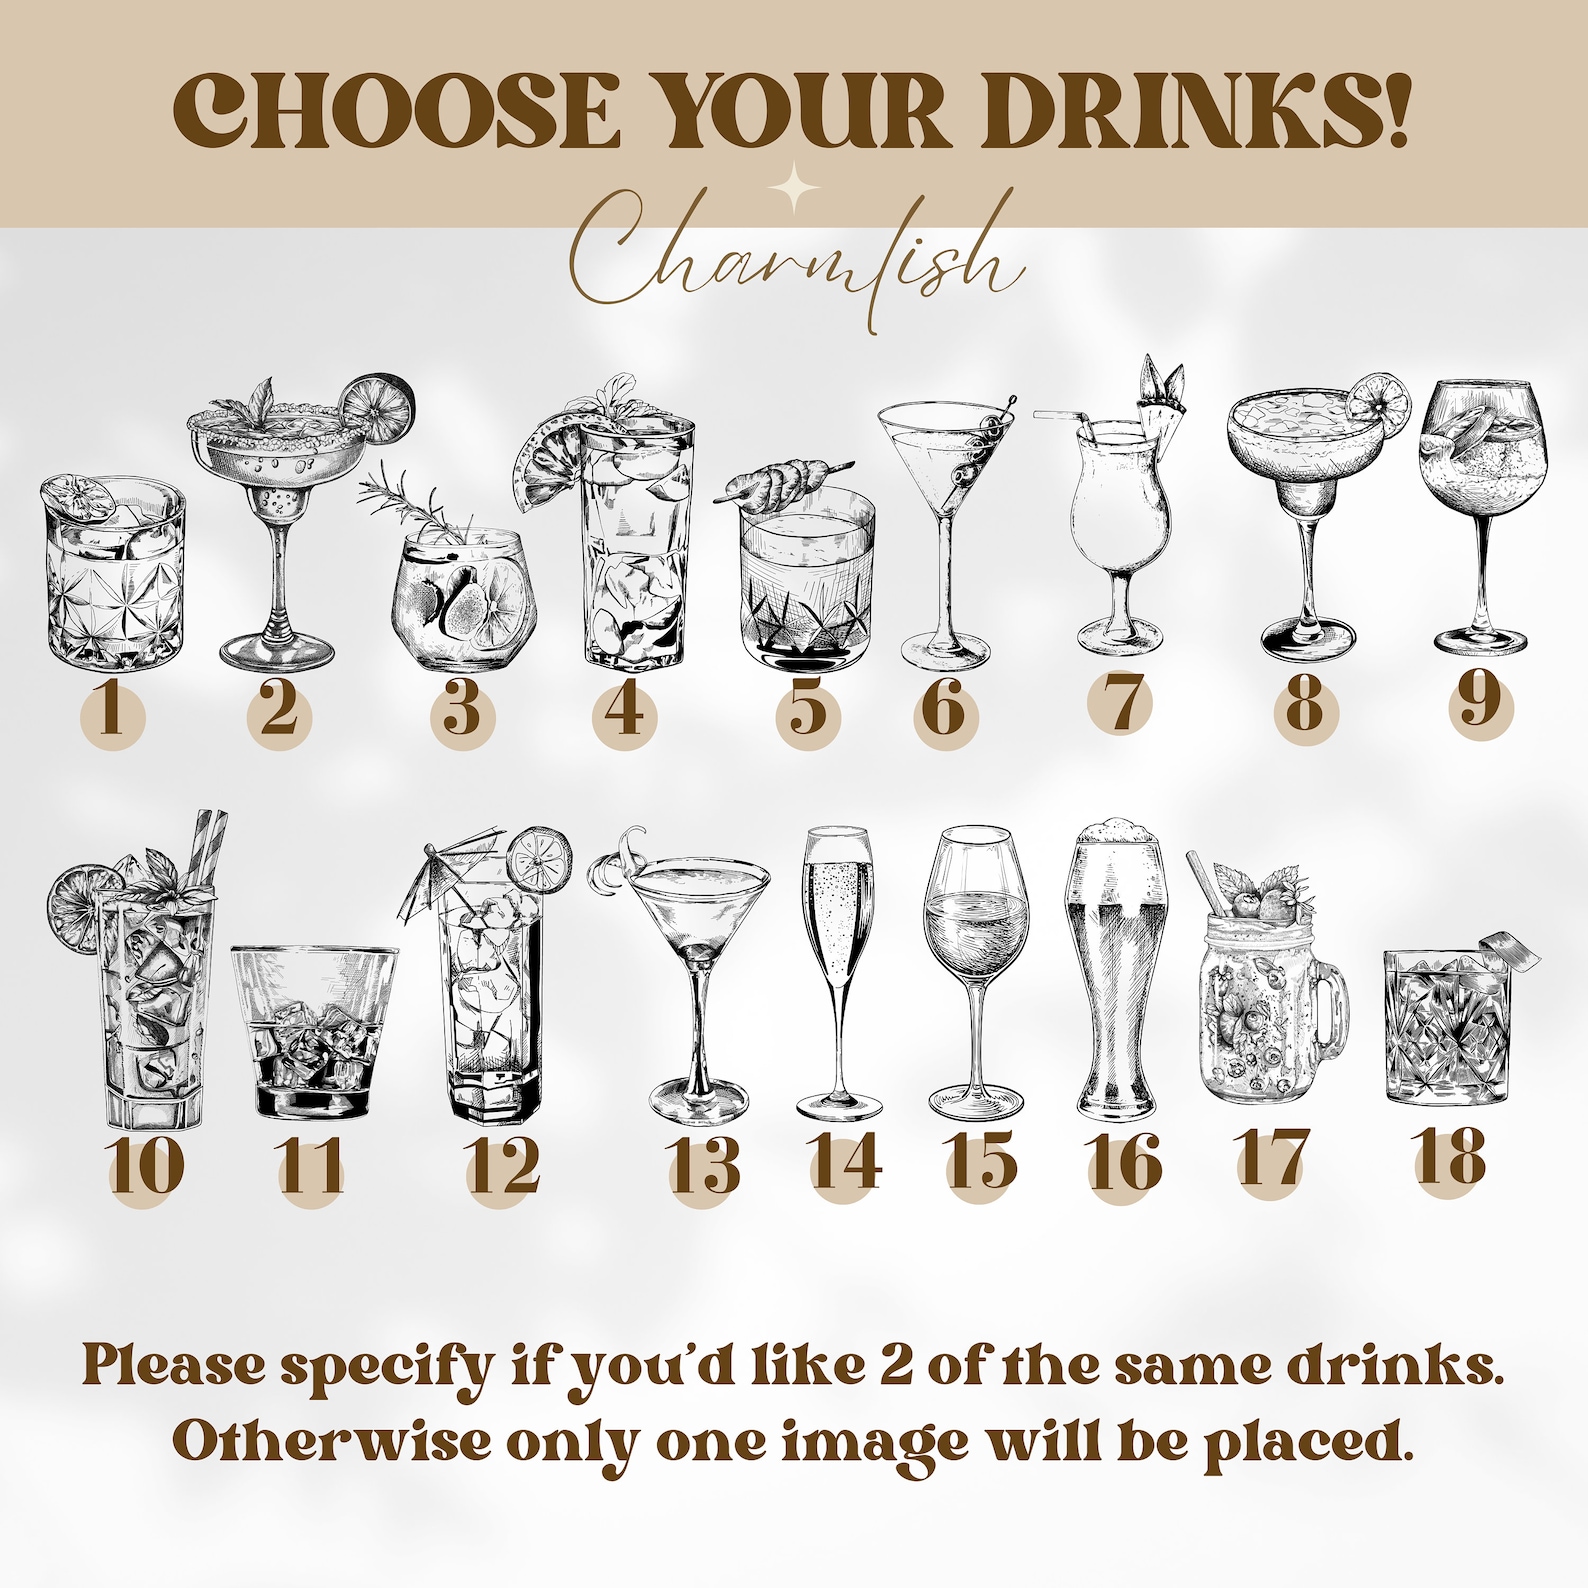 CHOOSE YOUR DRINKS!
Charmlish
1 2 3 4 5 6 7 8 9
10 11 12 13 14 15 16 17 18
Please specify if you'd like 2 of the same drinks.
Otherwise only one image will be placed.